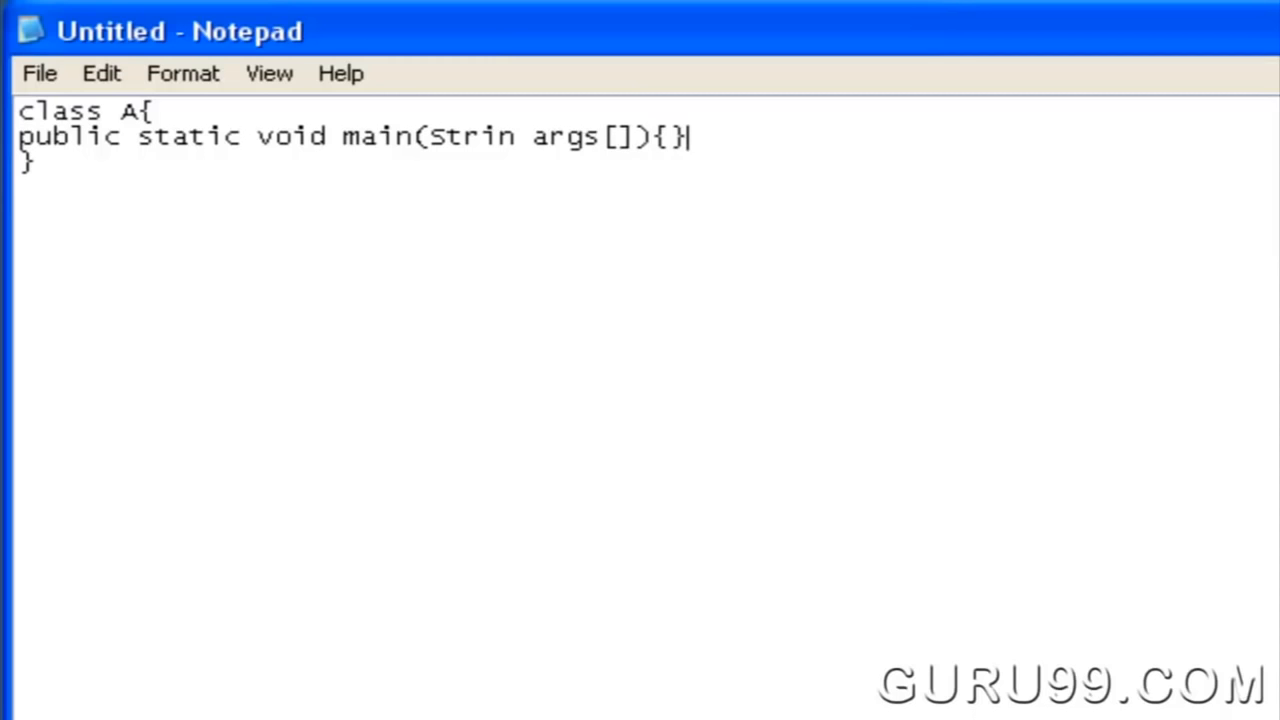 Untitled - Notepad
File Edit Format View Help
class A{
public static void main(Strin args[]){}
}
GURU99.COM